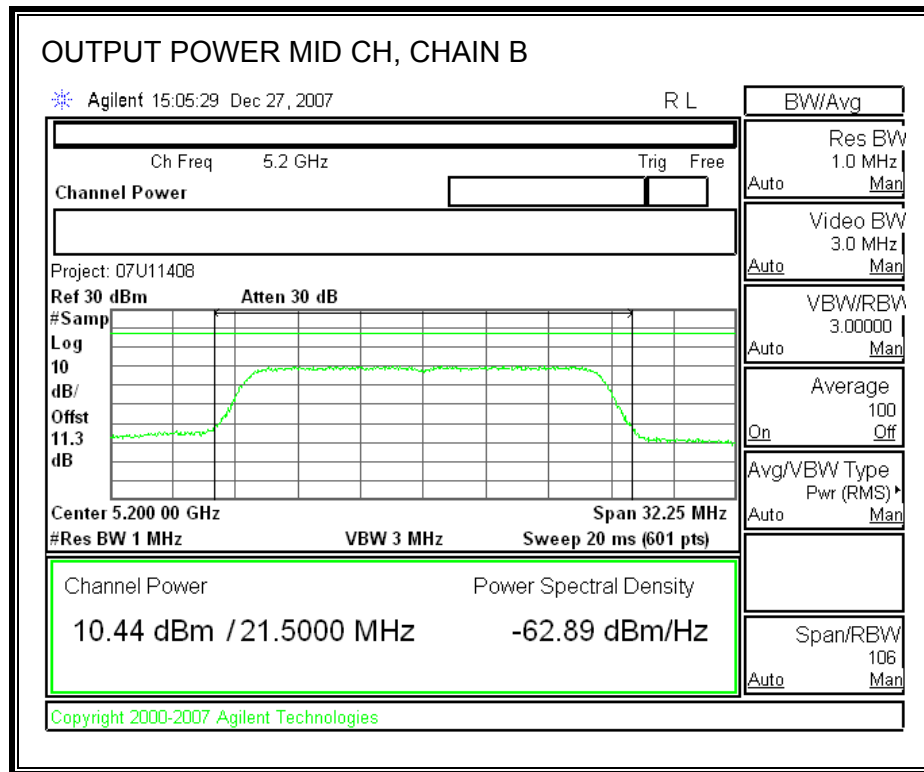 OUTPUT POWER MID CH, CHAIN B
Agilent 15:05:29 Dec 27, 2007 R L
Ch Freq 5.2 GHz Trig Free
Channel Power
Project: 07U11408
Ref 30 dBm Atten 30 dB
#Samp
Log
10
dB/
Offst
11.3
dB
Center 5.200 00 GHz Span 32.25 MHz
#Res BW 1 MHz VBW 3 MHz Sweep 20 ms (601 pts)
Channel Power Power Spectral Density
10.44 dBm / 21.5000 MHz -62.89 dBm/Hz
Copyright 2000-2007 Agilent Technologies
BW/Avg
Res BW
1.0 MHz
Auto Man
Video BW
3.0 MHz
Auto Man
VBW/RBW
3.00000
Auto Man
Average
100
On Off
Avg/VBW Type
Pwr (RMS)
Auto Man
Span/RBW
106
Auto Man